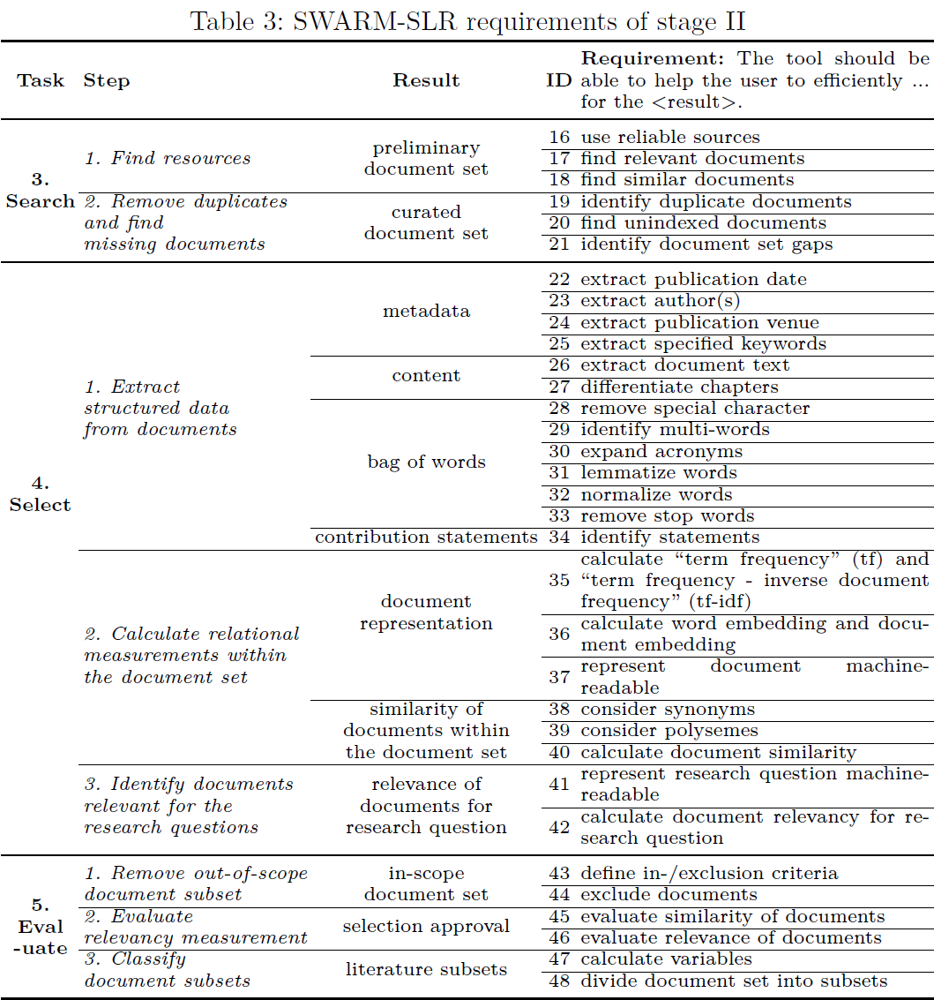 Table 3: SWARM-SLR requirements of stage II
Task Step Result ID Requirement: The tool should be
able to help the user to efficiently ...
for the <result>.
3.
Search
1. Find resources
preliminary
document set
16 use reliable sources
17 find relevant documents
18 find similar documents
2. Remove duplicates
and find
missing documents
curated
document set
19 identify duplicate documents
20 find unindexed documents
21 identify document set gaps
4.
Select
1. Extract
structured data
from documents
metadata
22 extract publication date
23 extract author(s)
24 extract publication venue
25 extract specified keywords
content
26 extract document text
27 differentiate chapters
bag of words
28 remove special character
29 identify multi-words
30 expand acronyms
31 lemmatize words
32 normalize words
33 remove stop words
contribution statements 34 identify statements
2. Calculate relational
measurements within
the document set
document
representation
35 calculate “term frequency” (tf) and
“term frequency - inverse document
frequency” (tf-idf)
36 calculate word embedding and docu-
ment embedding
37 represent document machine-
readable
similarity of
documents within
the document set
38 consider synonyms
39 consider polysemes
40 calculate document similarity
3. Identify documents
relevant for the
research questions
relevance of
documents for
research question
41 represent research question machine-
readable
42 calculate document relevancy for re-
search question
5.
Eval
-uate
1. Remove out-of-scope
document subset
in-scope
document set
43 define in-/exclusion criteria
44 exclude documents
2. Evaluate
relevancy measurement
selection approval
45 evaluate similarity of documents
46 evaluate relevance of documents
3. Classify
document subsets
literature subsets
47 calculate variables
48 divide document set into subsets